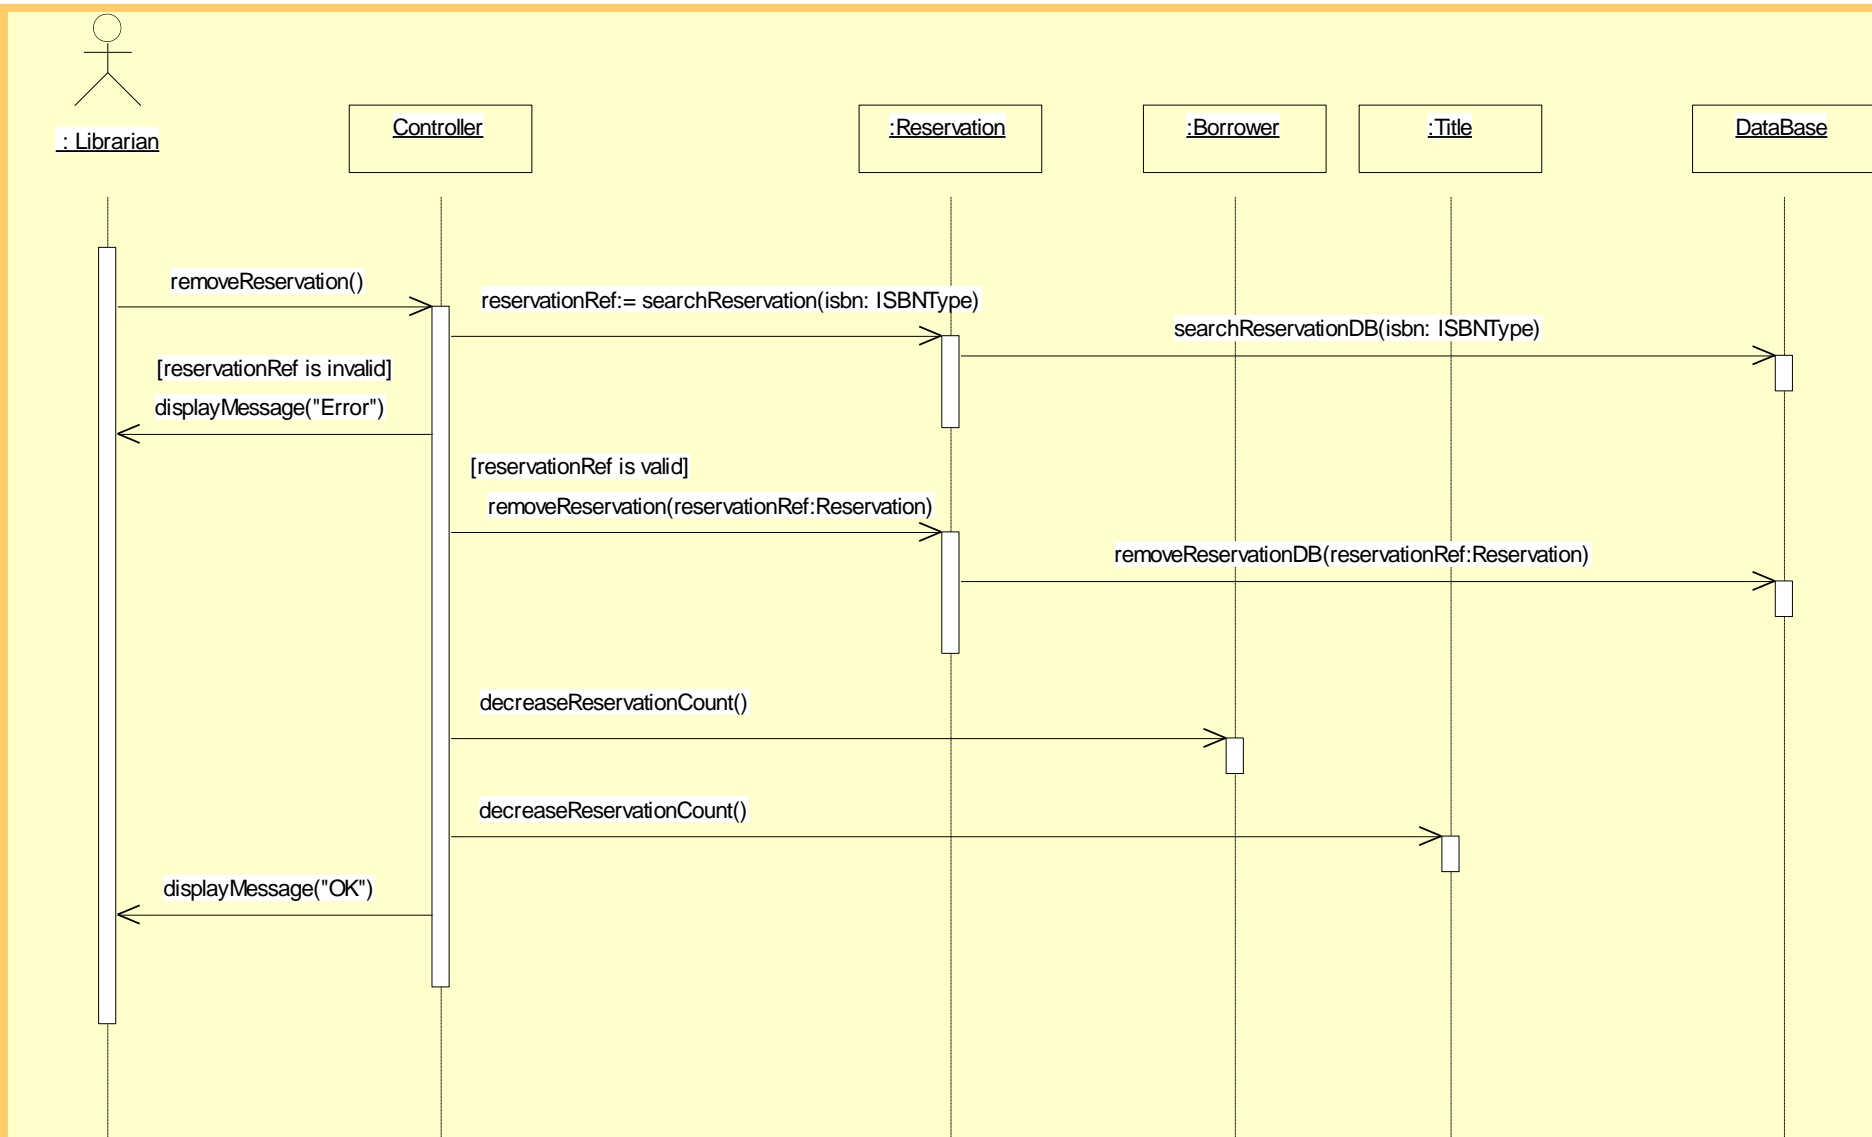 : Librarian
Controller
:Reservation
:Borrower
:Title
DataBase
removeReservation()
reservationRef:= searchReservation(isbn: ISBNType)
searchReservationDB(isbn: ISBNType)
[reservationRef is invalid]
displayMessage("Error")
[reservationRef is valid]
removeReservation(reservationRef:Reservation)
removeReservationDB(reservationRef:Reservation)
decreaseReservationCount()
decreaseReservationCount()
displayMessage("OK")